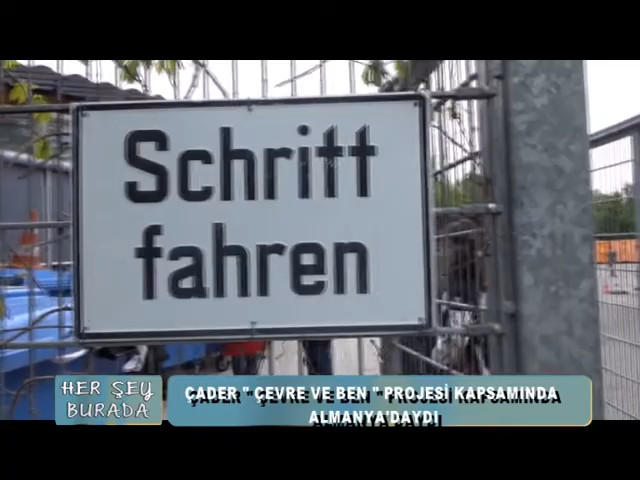 Schritt
fahren
HER ŞEY
BURADA
ÇADER " ÇEVRE VE BEN " PROJESİ KAPSAMINDA
ALMANYA'DAYDI